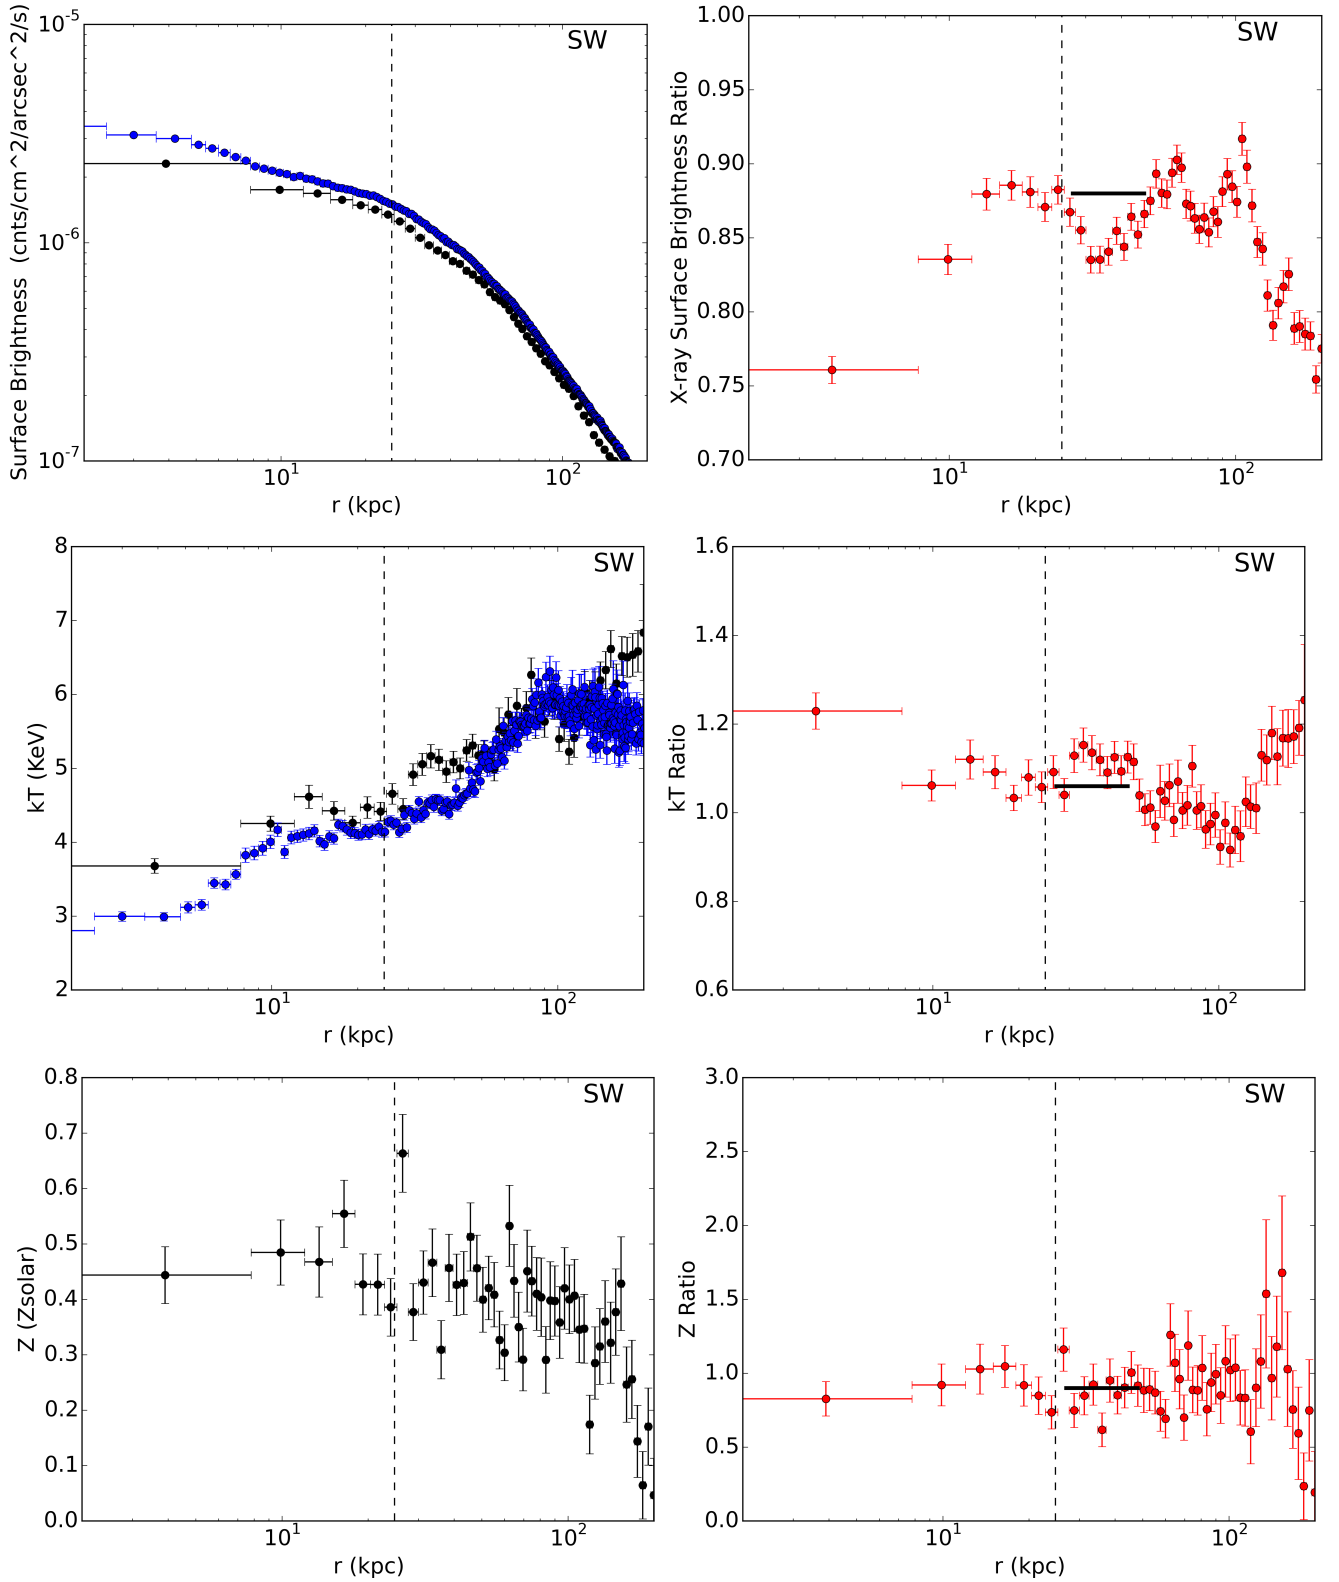 SW
Surface Brightness (cnts/cm^2/arcsec^2/s)
10^-5
10^-6
10^-7
10^1
10^2
r (kpc)
SW
X-ray Surface Brightness Ratio
1.00
0.95
0.90
0.85
0.80
0.75
0.70
10^1
10^2
r (kpc)
SW
kT (KeV)
8
7
6
5
4
3
2
10^1
10^2
r (kpc)
SW
kT Ratio
1.6
1.4
1.2
1.0
0.8
0.6
10^1
10^2
r (kpc)
SW
Z (Zsolar)
0.8
0.7
0.6
0.5
0.4
0.3
0.2
0.1
0.0
10^1
10^2
r (kpc)
SW
Z Ratio
3.0
2.5
2.0
1.5
1.0
0.5
0.0
10^1
10^2
r (kpc)